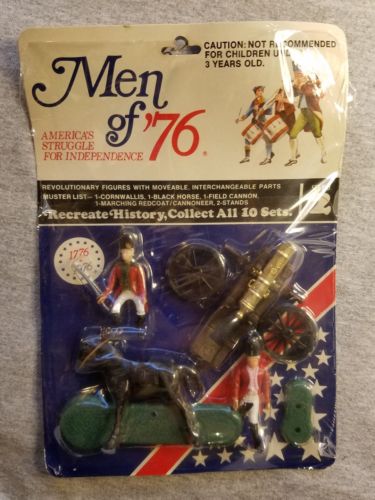 CAUTION: NOT RECOMMENDED
FOR CHILDREN UNDER
3 YEARS OLD.
Men
of '76®
AMERICA'S
STRUGGLE
FOR INDEPENDENCE
REVOLUTIONARY FIGURES WITH MOVEABLE, INTERCHANGEABLE PARTS
MUSTER LIST— 1-CORNWALLIS, 1-BLACK HORSE, 1-FIELD CANNON,
1-MARCHING REDCOAT/CANNONEER, 2-STANDS
2
Recreate History, Collect All 10 Sets.
1776